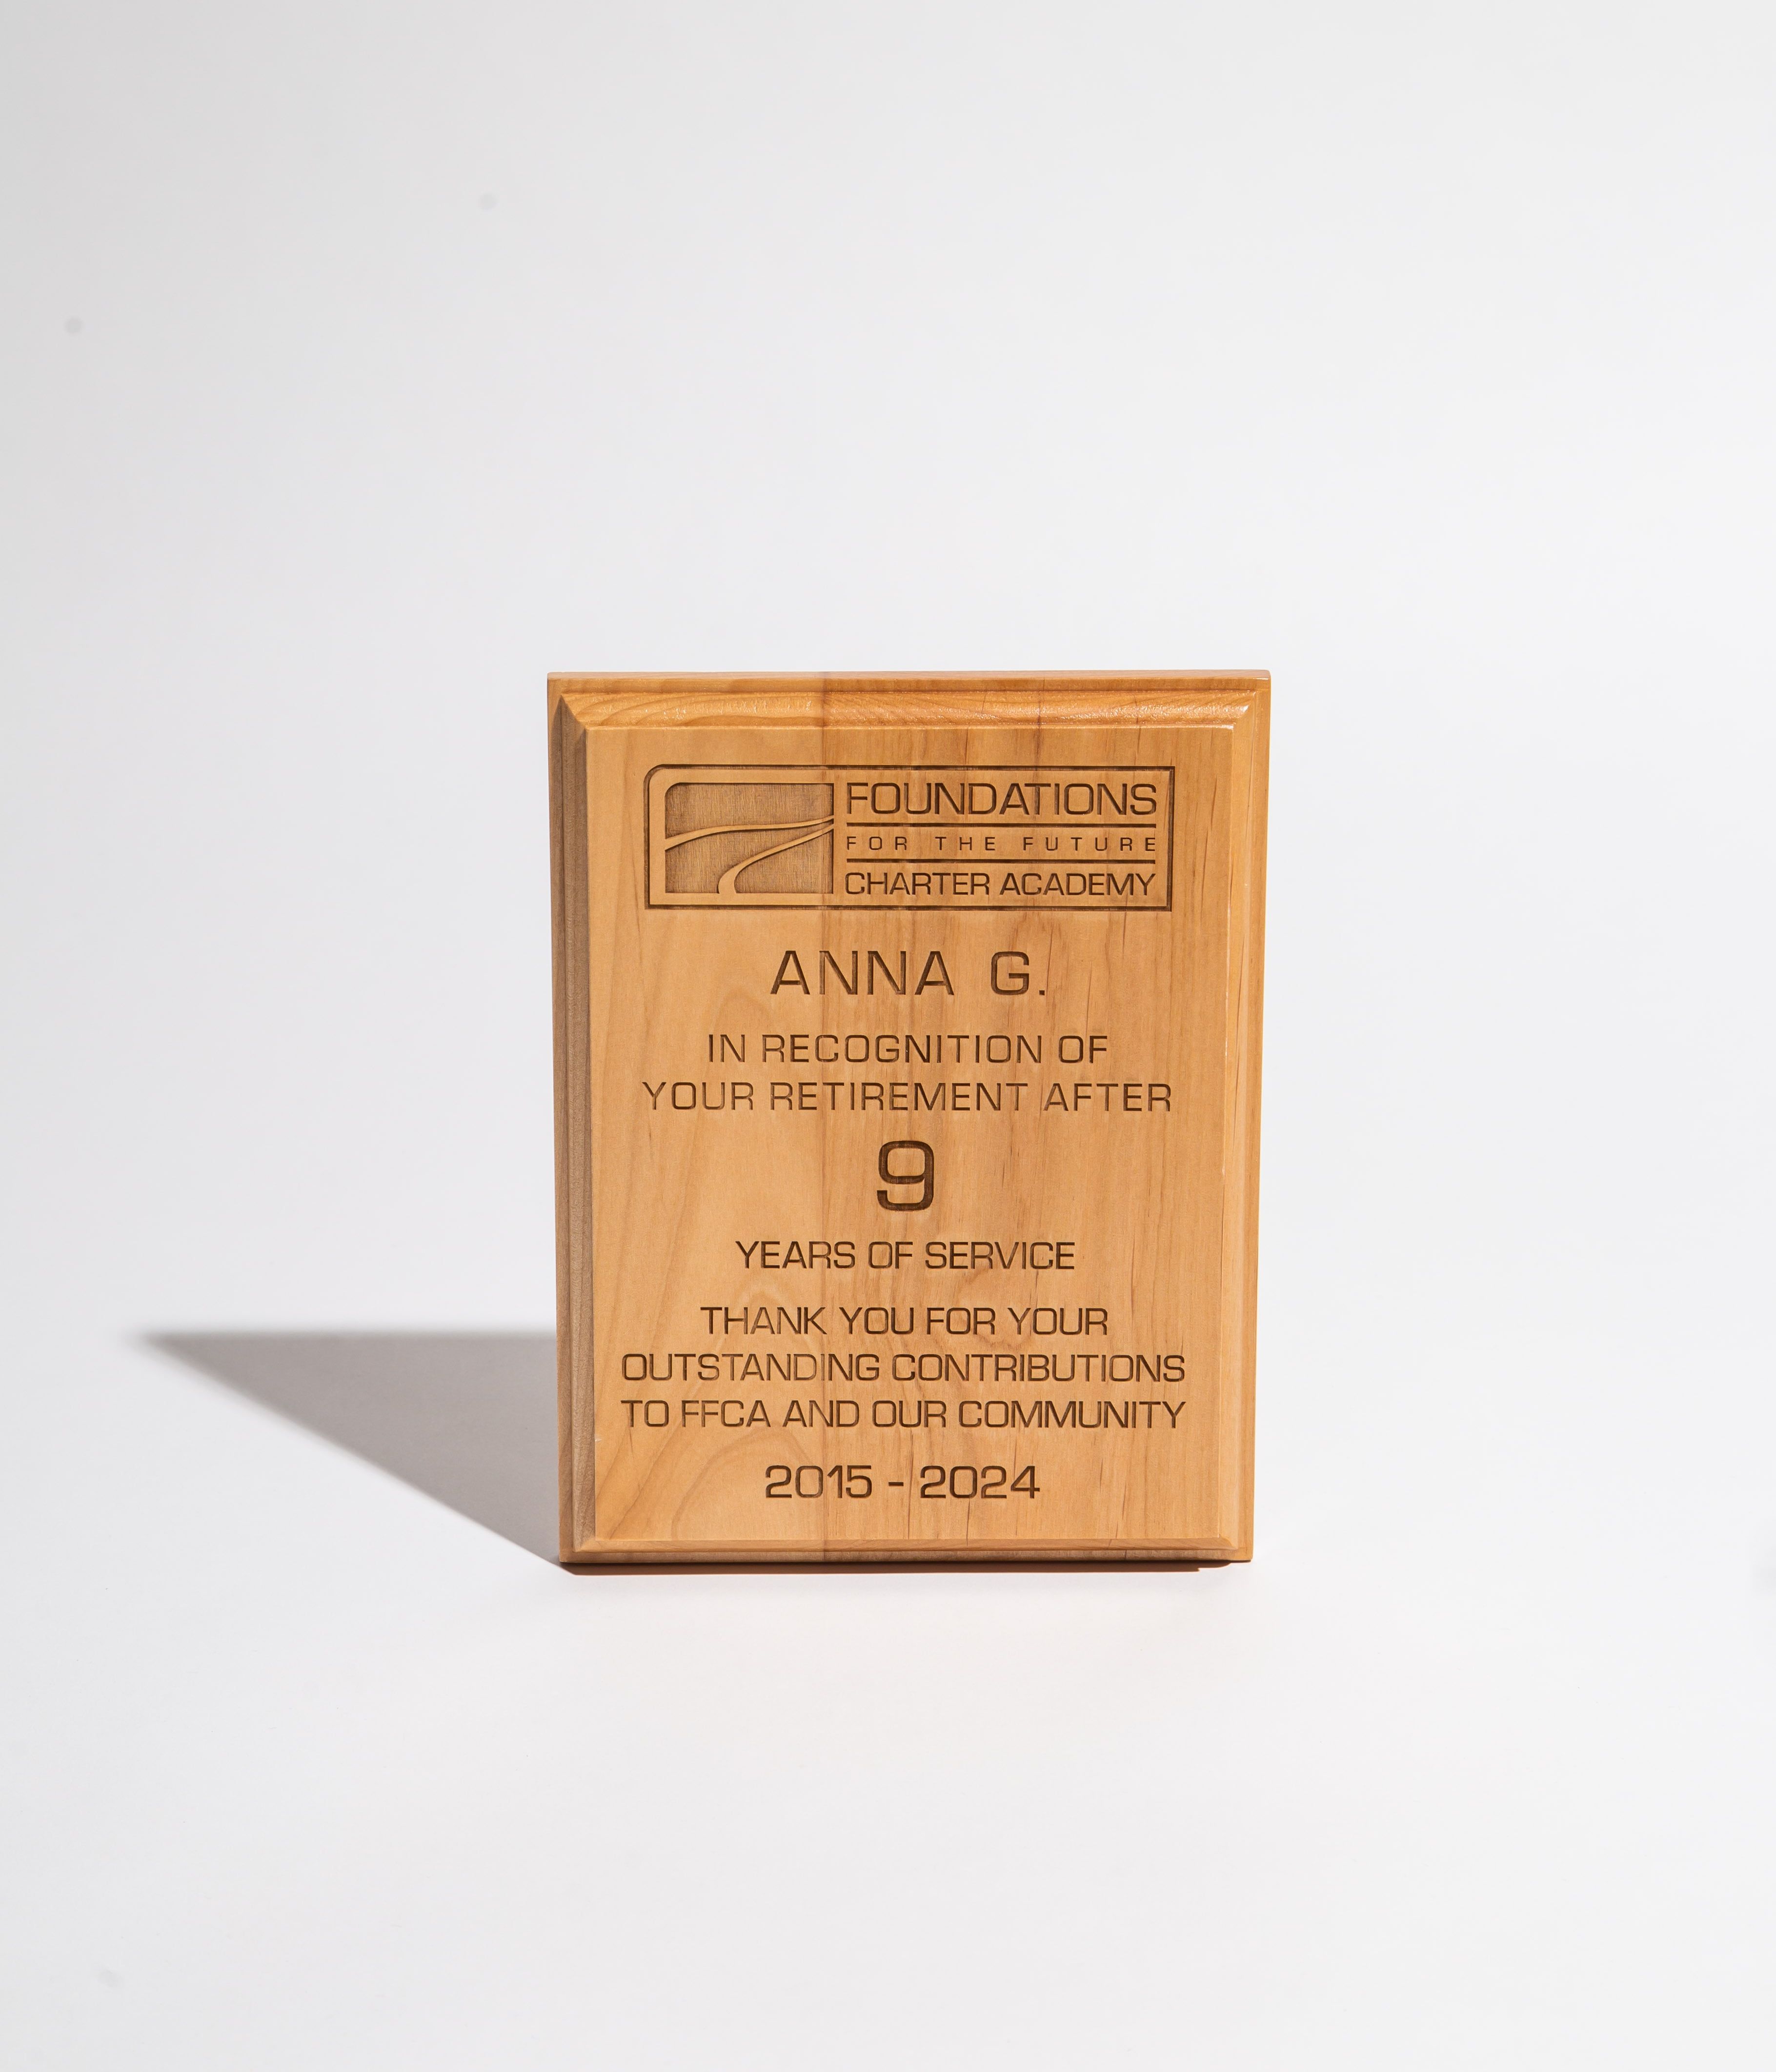 FOUNDATIONS
FOR THE FUTURE
CHARTER ACADEMY
ANNA G.
IN RECOGNITION OF
YOUR RETIREMENT AFTER
9
YEARS OF SERVICE
THANK YOU FOR YOUR
OUTSTANDING CONTRIBUTIONS
TO FFCA AND OUR COMMUNITY
2015 - 2024